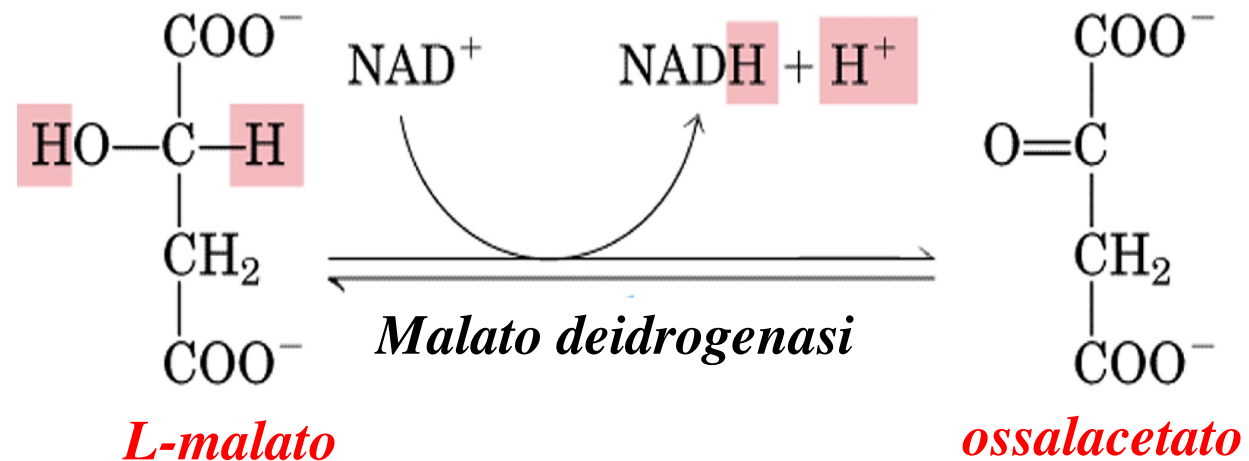 COO⁻ NAD⁺ NADH + H⁺ COO⁻
HO—C—H O=C
CH₂ CH₂
Malato deidrogenasi
COO⁻ COO⁻
L-malato ossalacetato